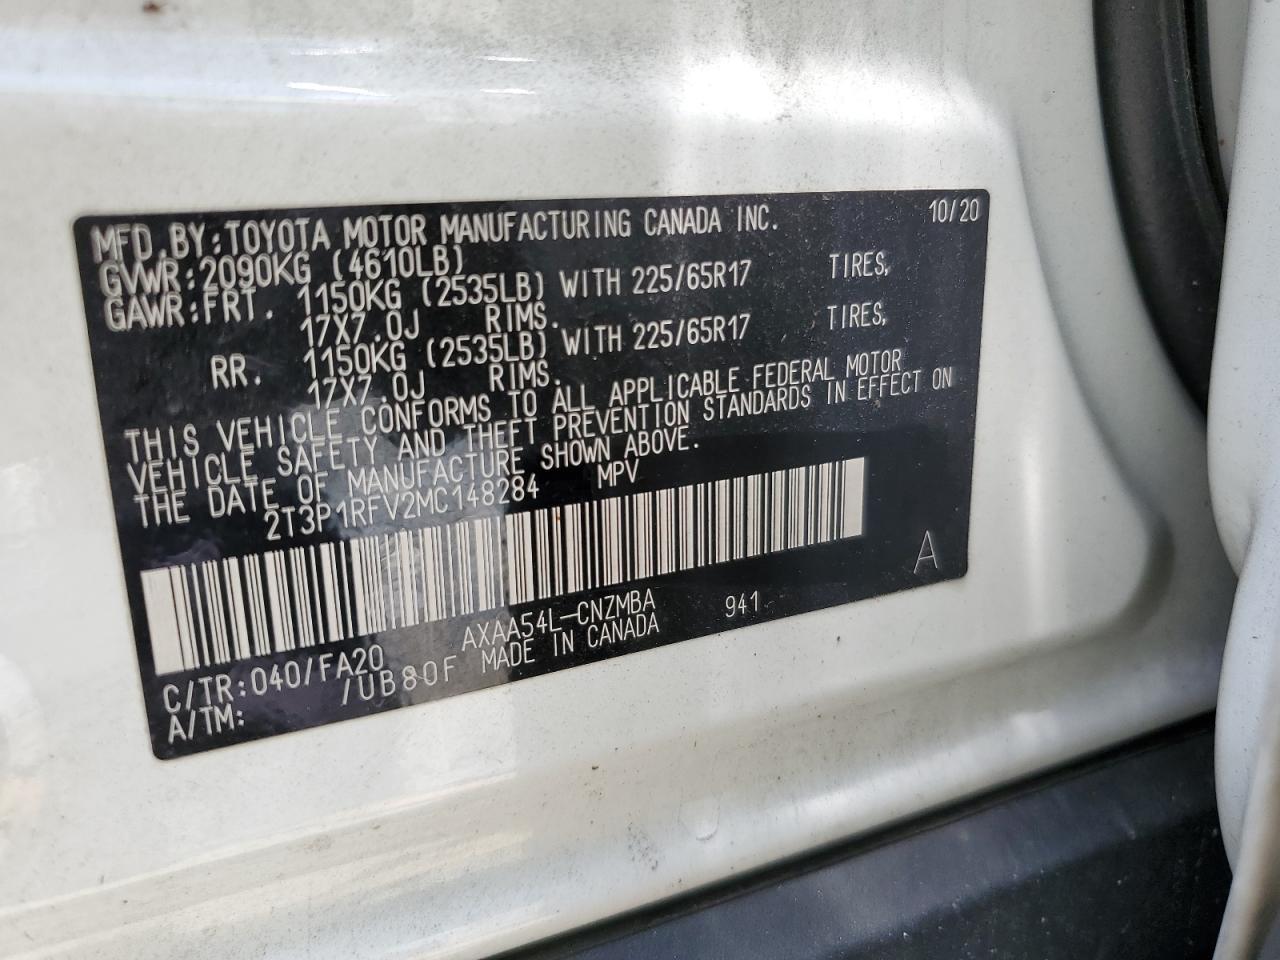 MFD.BY:TOYOTA MOTOR MANUFACTURING CANADA INC. 10/20
GVWR:2090KG (4610LB)
GAWR:FRT. 1150KG (2535LB) WITH 225/65R17 TIRES,
17X7.0J RIMS.
RR. 1150KG (2535LB) WITH 225/65R17 TIRES,
17X7.0J RIMS.
THIS VEHICLE CONFORMS TO ALL APPLICABLE FEDERAL MOTOR
VEHICLE SAFETY AND THEFT PREVENTION STANDARDS IN EFFECT ON
THE DATE OF MANUFACTURE SHOWN ABOVE.
2T3P1RFV2MC148284 MPV
A
C/TR:040/FA20 AXAA54L-CNZMBA 941
A/TM: /UB80F MADE IN CANADA